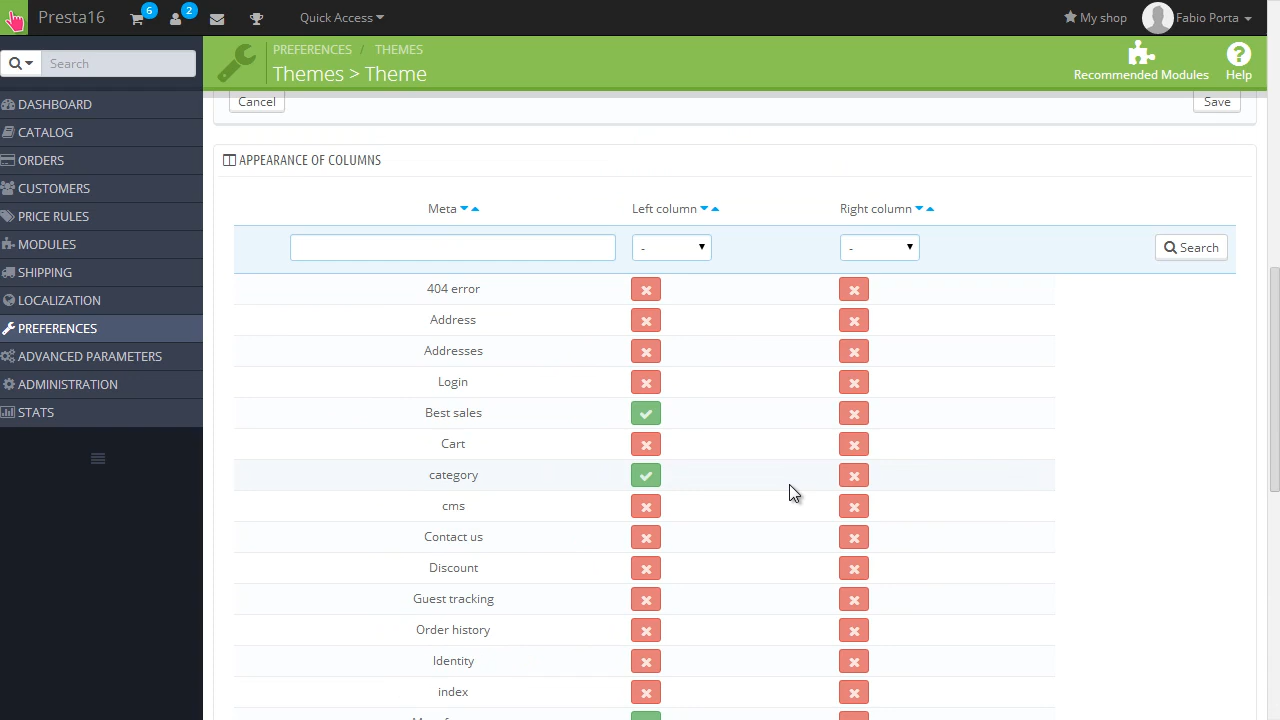 Presta16 6 2 Quick Access My shop Fabio Porta
Search
PREFERENCES / THEMES
Themes > Theme
Recommended Modules Help
DASHBOARD
CATALOG
ORDERS
CUSTOMERS
PRICE RULES
MODULES
SHIPPING
LOCALIZATION
PREFERENCES
ADVANCED PARAMETERS
ADMINISTRATION
STATS
Cancel Save
APPEARANCE OF COLUMNS
Meta Left column Right column
- - Search
404 error
Address
Addresses
Login
Best sales
Cart
category
cms
Contact us
Discount
Guest tracking
Order history
Identity
index